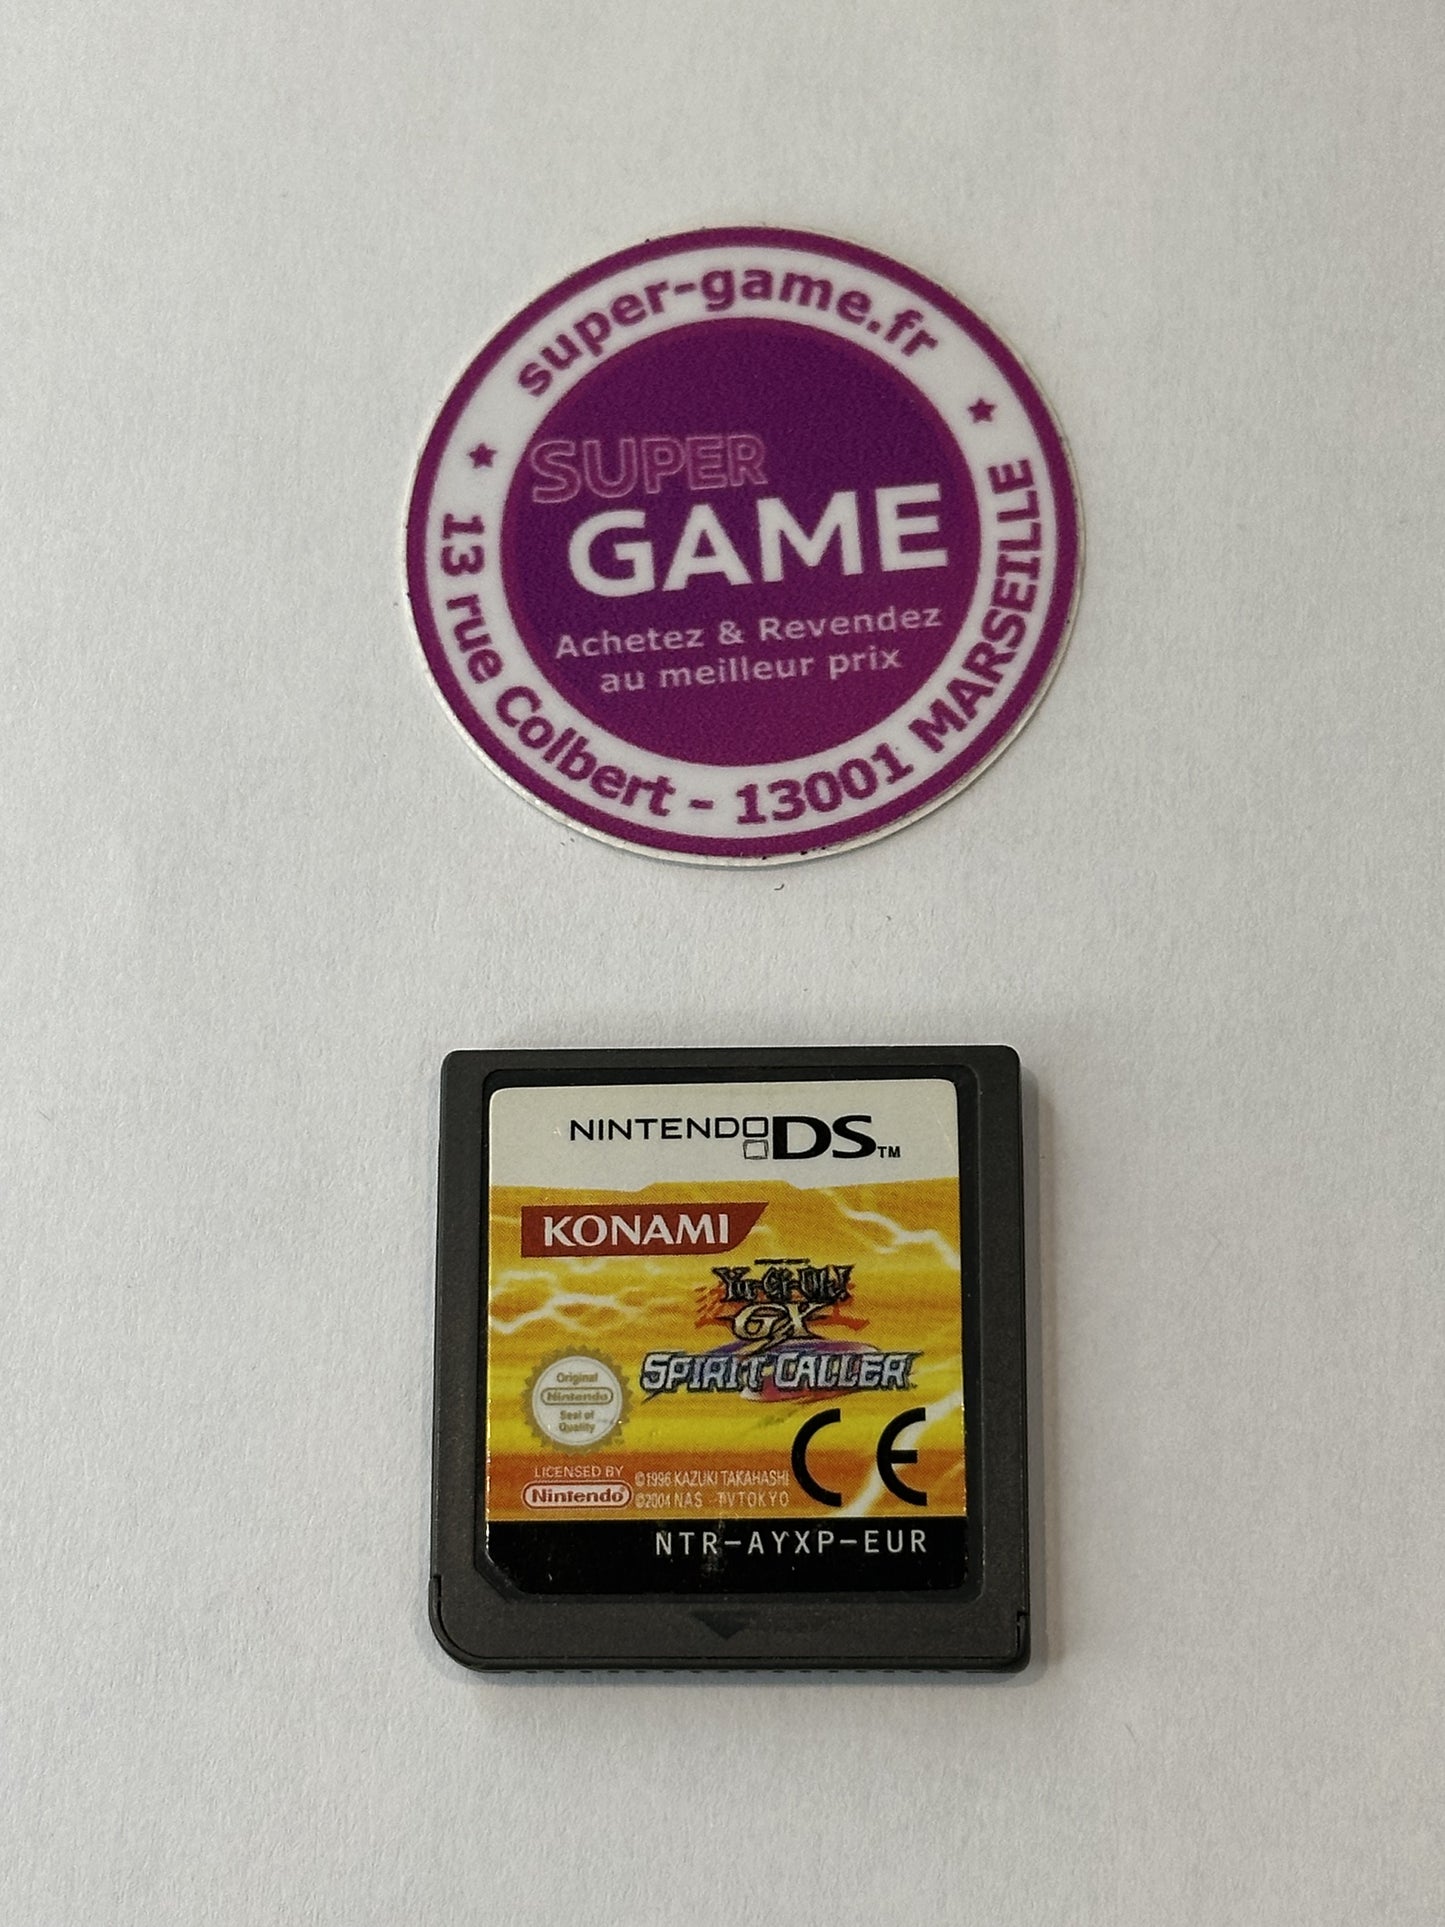 super-game.fr
SUPER
GAME
Achetez & Revendez
au meilleur prix
13 rue Colbert - 13001 MARSEILLE
NINTENDO DS™
KONAMI
Yu-Gi-Oh!
GX
SPIRIT CALLER
Original
Nintendo
Seal of
Quality
CE
LICENSED BY
Nintendo®
©1996 KAZUKI TAKAHASHI
©2004 NAS · TV TOKYO
NTR-AYXP-EUR